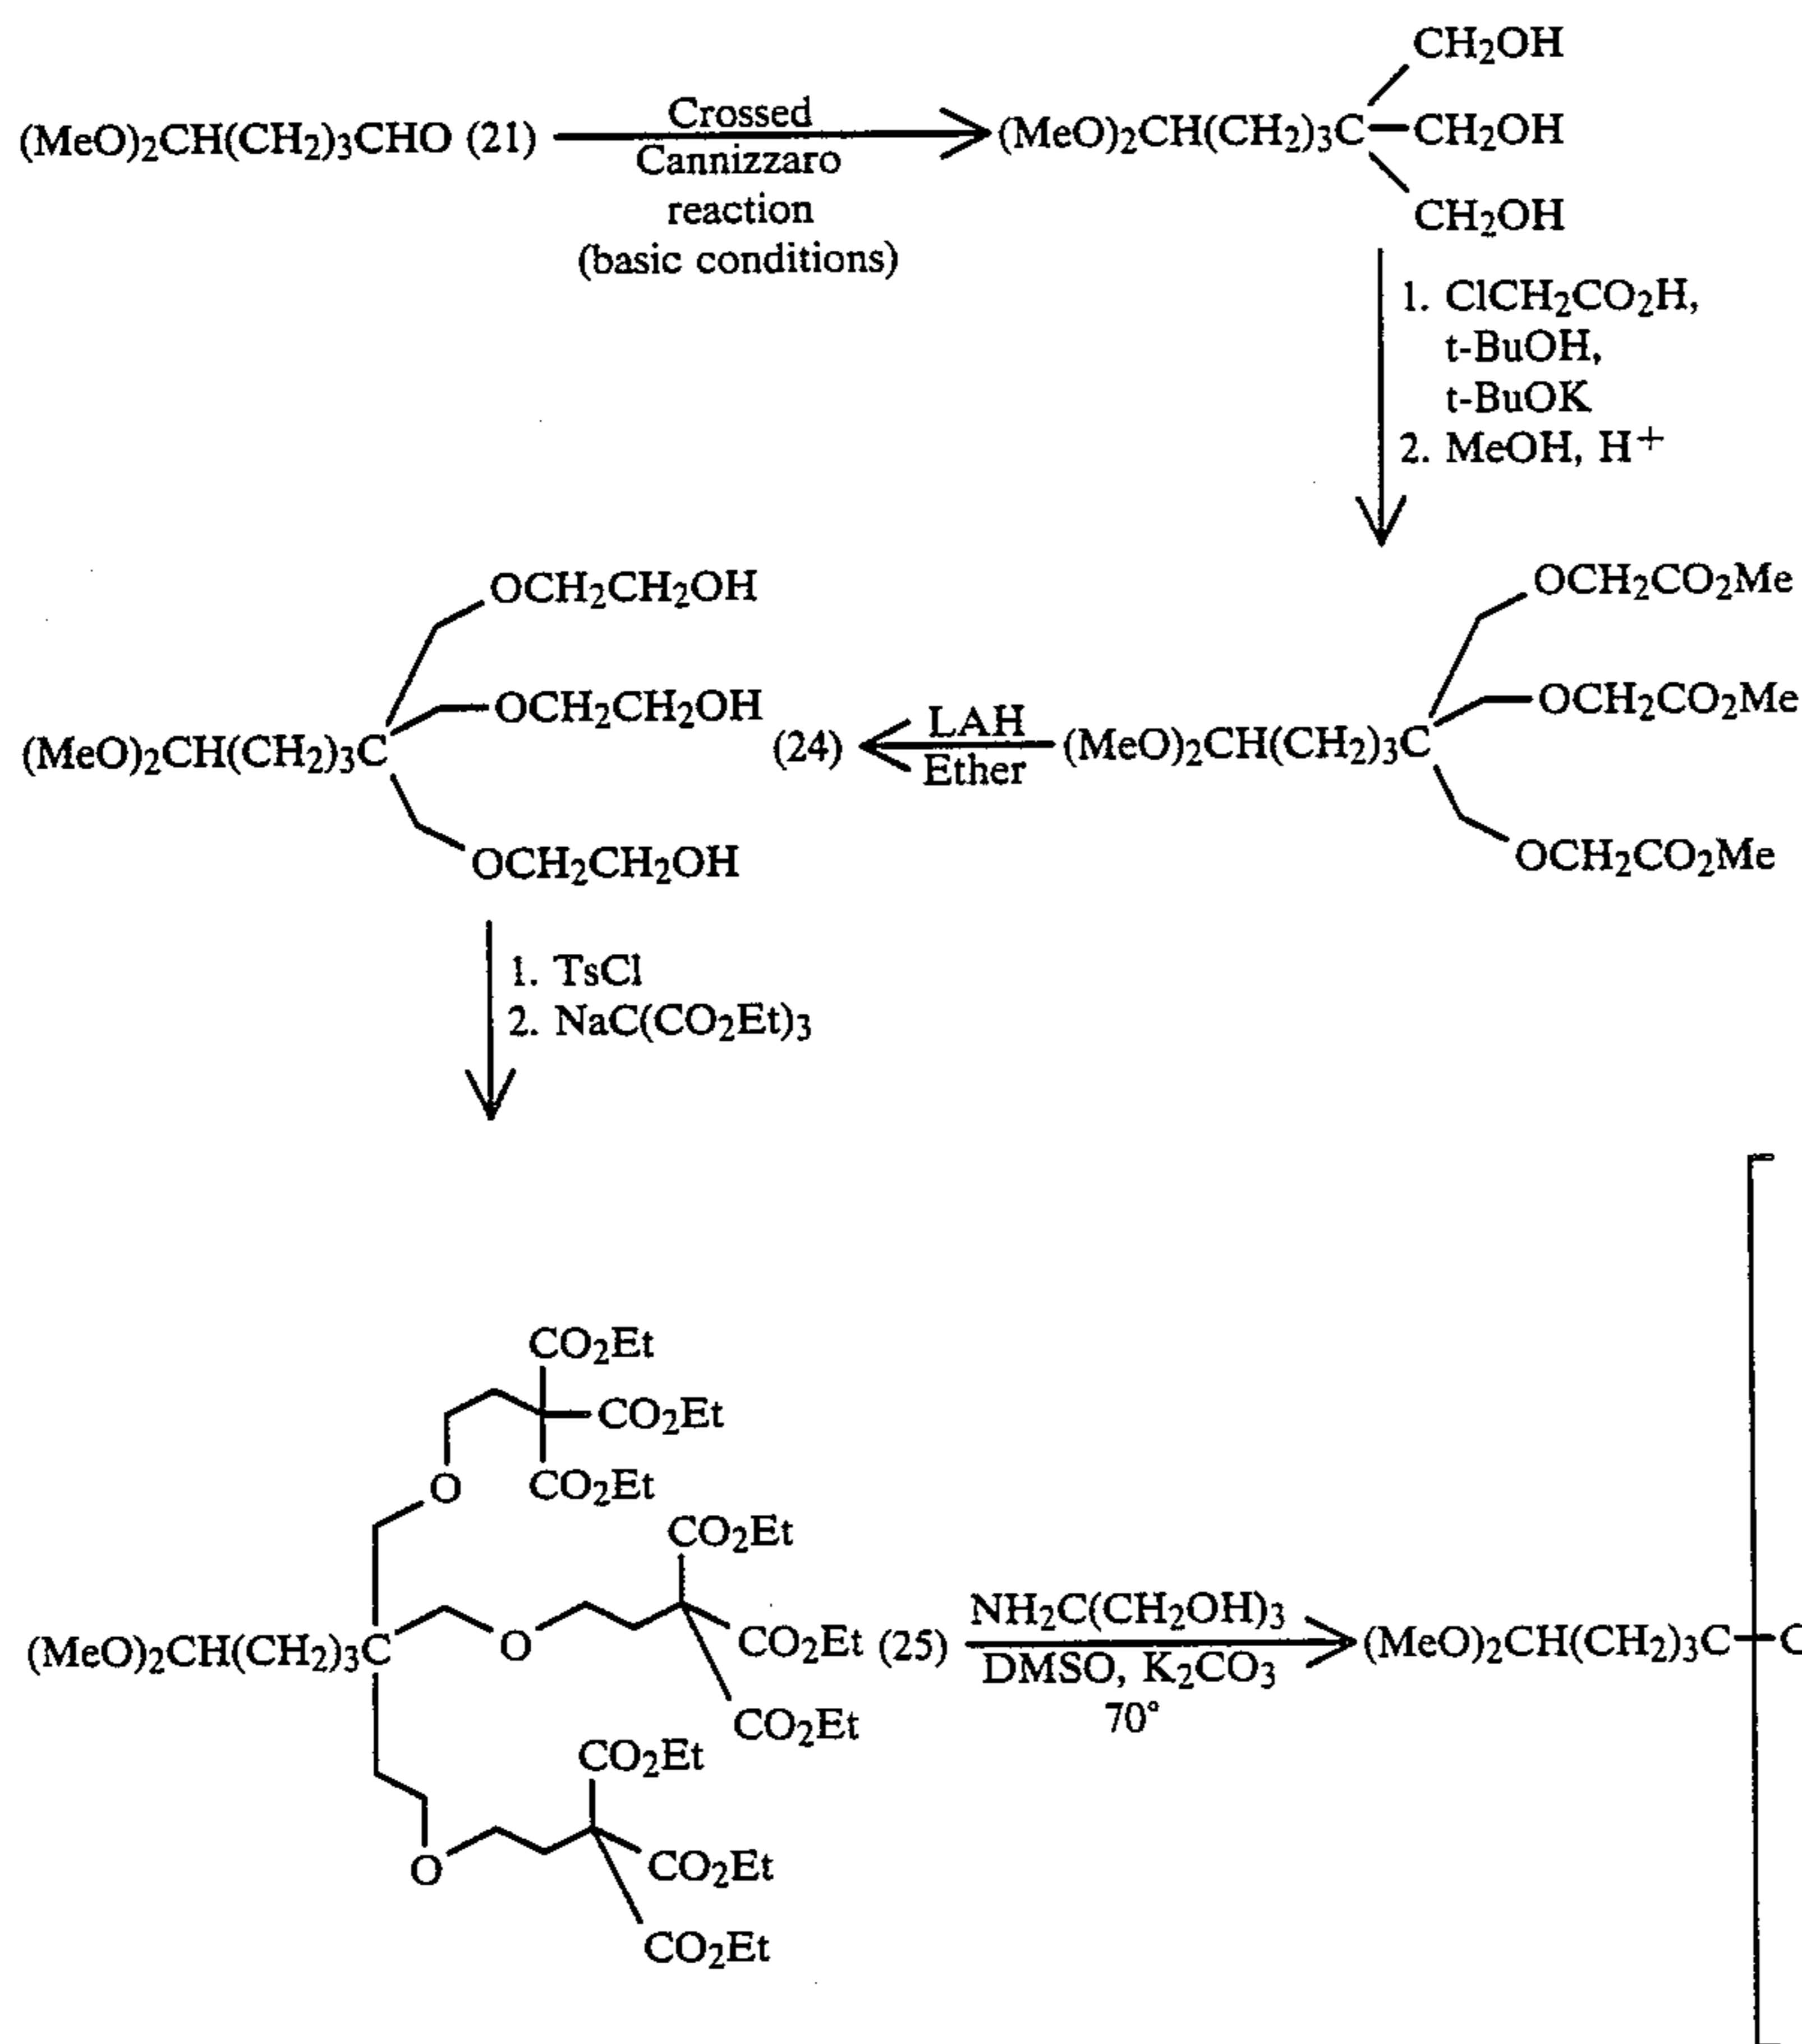 CH₂OH
(MeO)₂CH(CH₂)₃CHO (21)
Crossed
Cannizzaro
reaction
(basic conditions)
(MeO)₂CH(CH₂)₃C—CH₂OH
CH₂OH
1. ClCH₂CO₂H,
t-BuOH,
t-BuOK
2. MeOH, H⁺
OCH₂CH₂OH
OCH₂CH₂OH
(MeO)₂CH(CH₂)₃C
(24)
OCH₂CH₂OH
LAH
Ether
OCH₂CO₂Me
OCH₂CO₂Me
(MeO)₂CH(CH₂)₃C
OCH₂CO₂Me
1. TsCl
2. NaC(CO₂Et)₃
CO₂Et
CO₂Et
CO₂Et
O
CO₂Et
(MeO)₂CH(CH₂)₃C
O
CO₂Et (25)
CO₂Et
CO₂Et
O
CO₂Et
CO₂Et
NH₂C(CH₂OH)₃
DMSO, K₂CO₃
70°
(MeO)₂CH(CH₂)₃C